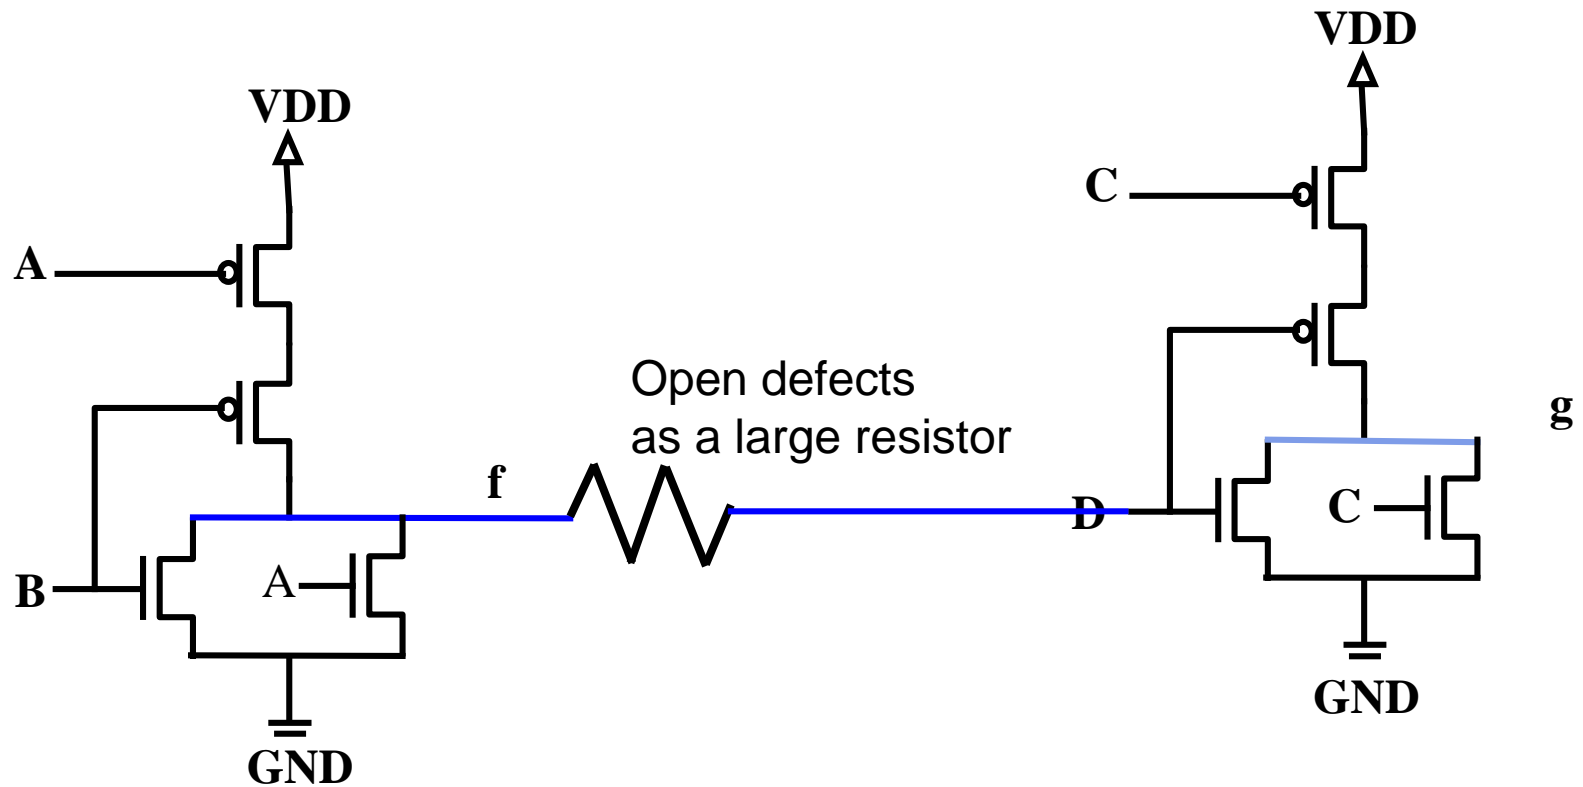 VDD
VDD
C
A
Open defects
as a large resistor
g
f
D
C
B
A
GND
GND